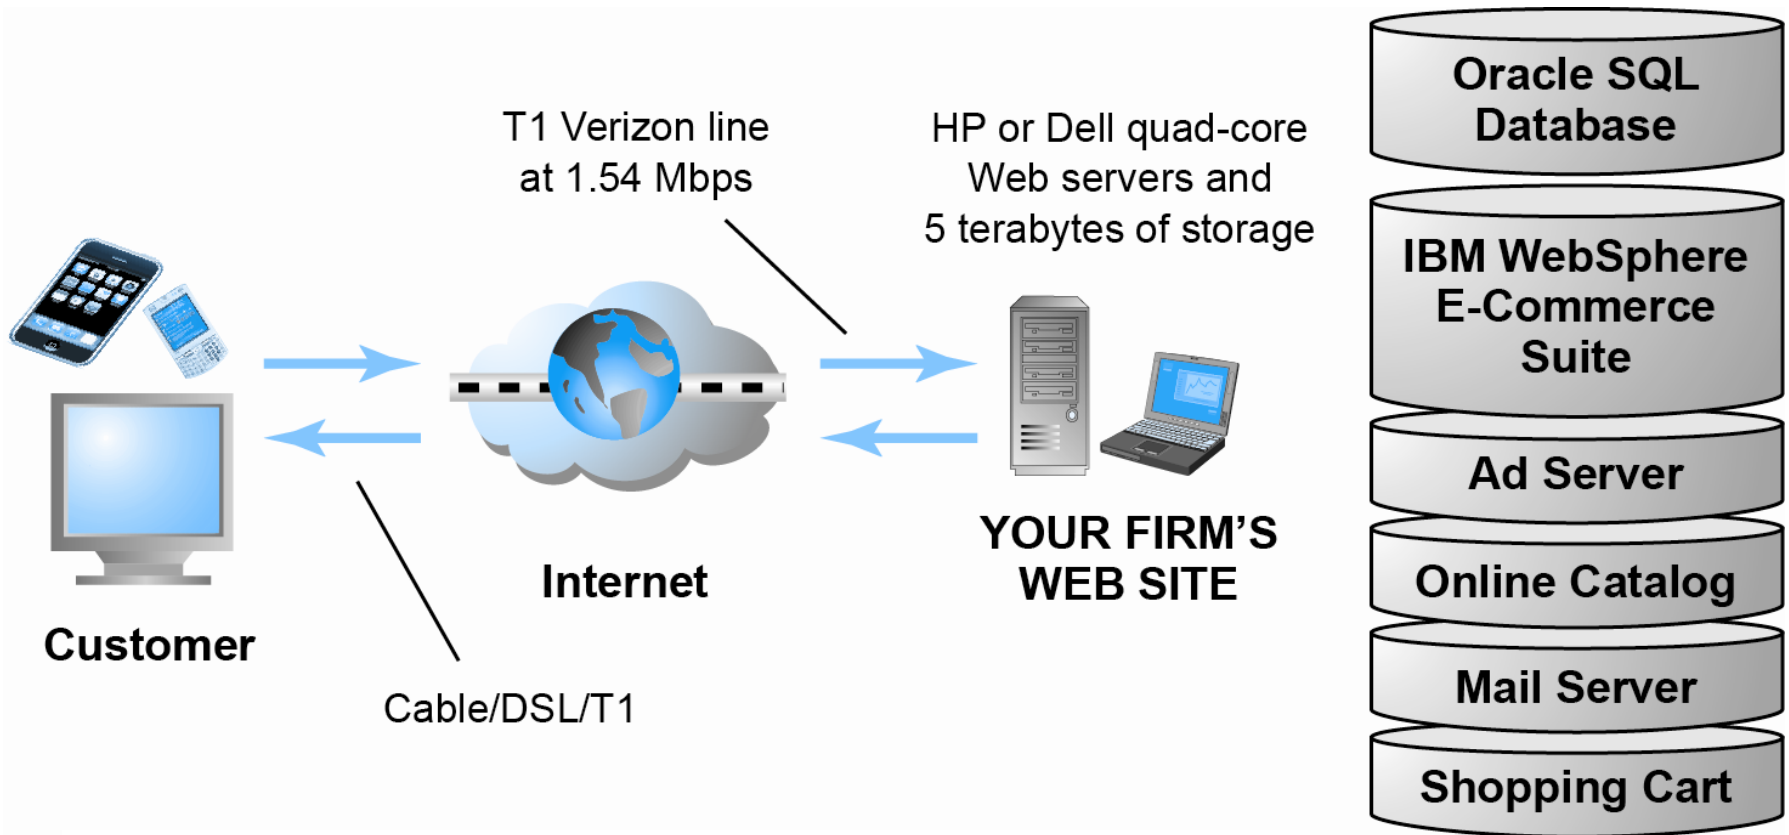 T1 Verizon line
at 1.54 Mbps
HP or Dell quad-core
Web servers and
5 terabytes of storage
Customer
Cable/DSL/T1
Internet
YOUR FIRM’S
WEB SITE
Oracle SQL
Database
IBM WebSphere
E-Commerce
Suite
Ad Server
Online Catalog
Mail Server
Shopping Cart